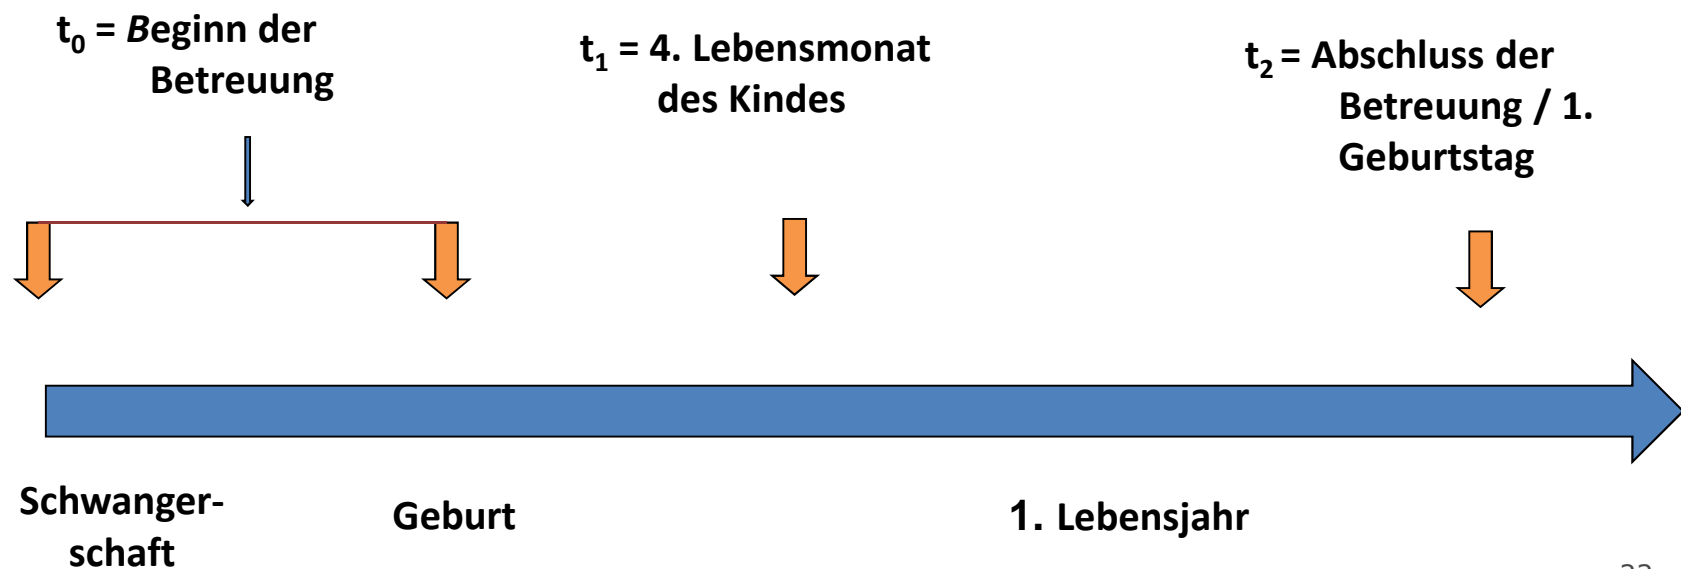 t₀ = Beginn der
Betreuung
t₁ = 4. Lebensmonat
des Kindes
t₂ = Abschluss der
Betreuung / 1.
Geburtstag
Schwanger-
schaft
Geburt
1. Lebensjahr